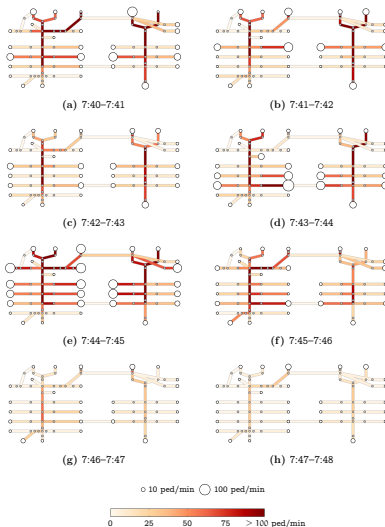 (a) 7:40–7:41
(b) 7:41–7:42
(c) 7:42–7:43
(d) 7:43–7:44
(e) 7:44–7:45
(f) 7:45–7:46
(g) 7:46–7:47
(h) 7:47–7:48
10 ped/min 100 ped/min
0 25 50 75 > 100 ped/min